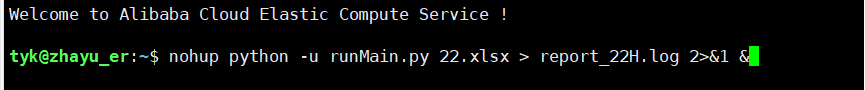 Welcome to Alibaba Cloud Elastic Compute Service !
tyk@zhayu_er:~$ nohup python -u runMain.py 22.xlsx > report_22H.log 2>&1 &